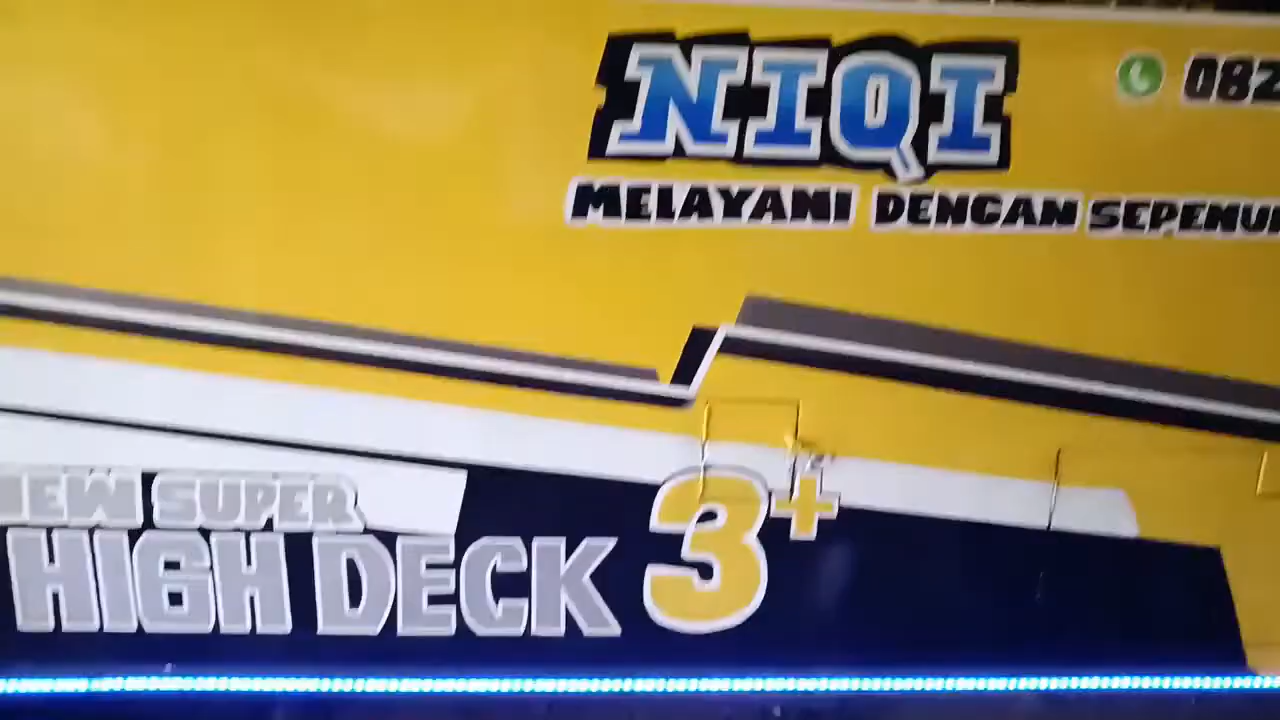 NIQI
082
MELAYANI DENGAN
NEW SUPER
HIGH DECK 3+